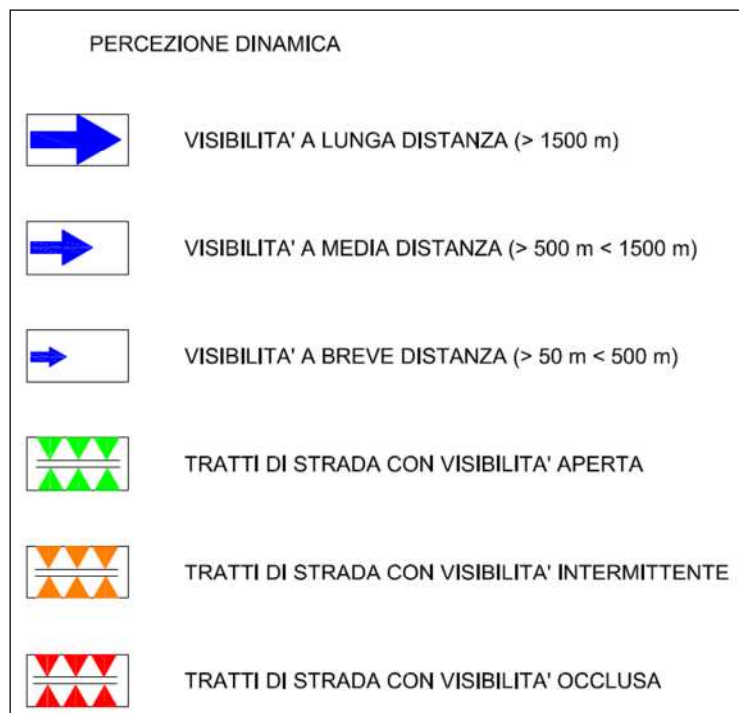 PERCEZIONE DINAMICA
VISIBILITA' A LUNGA DISTANZA (> 1500 m)
VISIBILITA' A MEDIA DISTANZA (> 500 m < 1500 m)
VISIBILITA' A BREVE DISTANZA (> 50 m < 500 m)
TRATTI DI STRADA CON VISIBILITA' APERTA
TRATTI DI STRADA CON VISIBILITA' INTERMITTENTE
TRATTI DI STRADA CON VISIBILITA' OCCLUSA